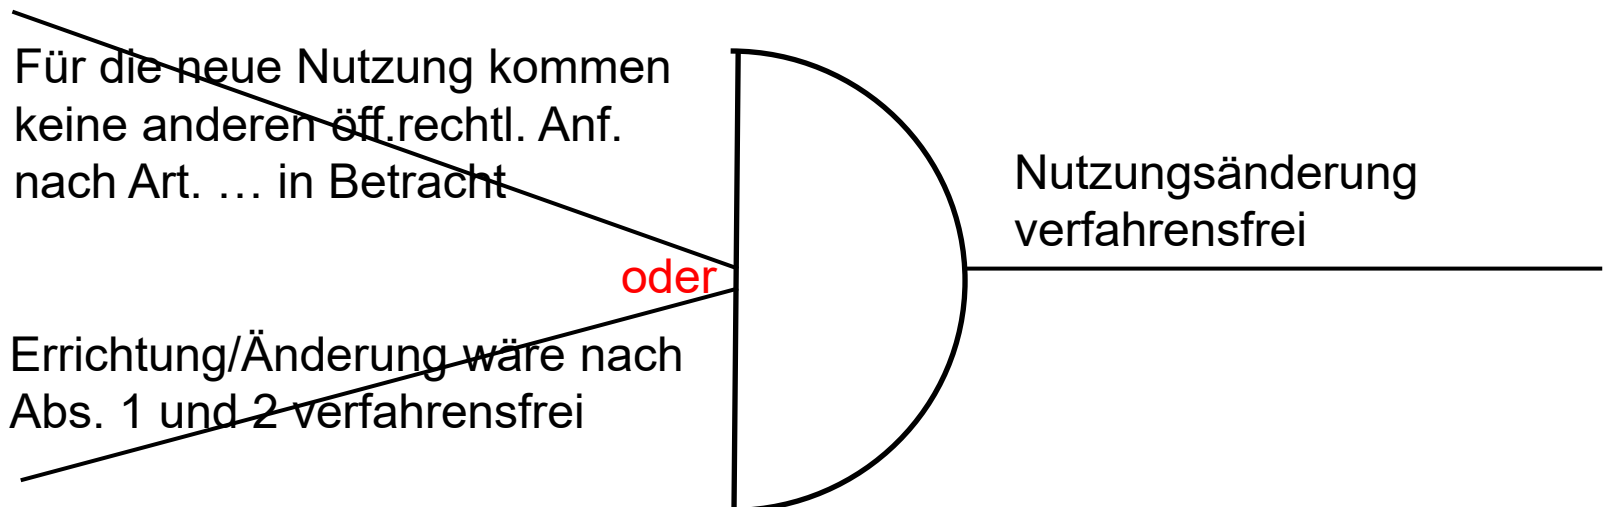 Für die neue Nutzung kommen
keine anderen öff.rechtl. Anf.
nach Art. … in Betracht
oder
Errichtung/Änderung wäre nach
Abs. 1 und 2 verfahrensfrei
Nutzungsänderung
verfahrensfrei